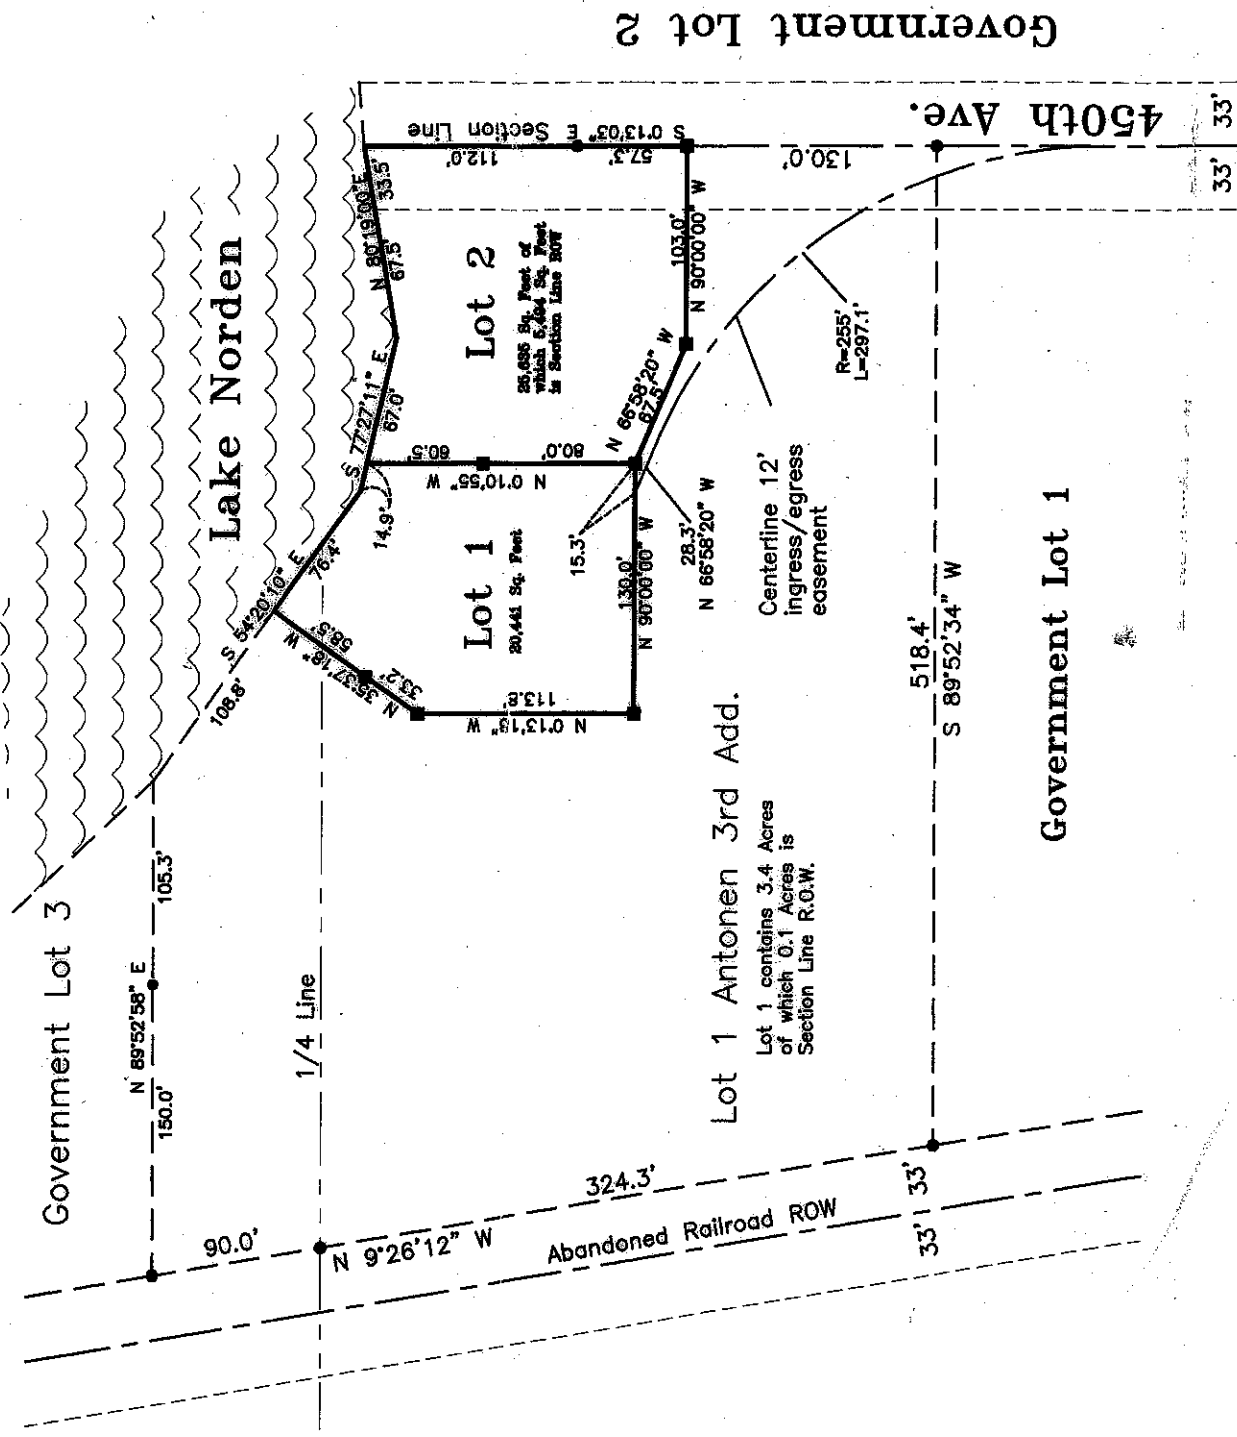 Government Lot 2
450th Ave.
33'
33'
S 0°13'03" E Section Line
112.0'
57.3'
130.0'
Lake Norden
N 80°19'00" E
33.5'
67.5'
S 77°27'11" E
67.0'
14.9'
S 54°20'10" E
76.4'
108.8'
Lot 2
25,635 Sq. Feet of
which 5,494 Sq. Feet
is Section Line ROW
103.0'
N 90°00'00" W
N 66°58'20" W
67.5'
60.5'
80.0'
N 0°10'55" W
Lot 1
20,441 Sq. Feet
N 35°37'18" W
58.5'
33.2'
113.8'
N 0°13'18" W
130.0'
N 90°00'00" W
15.3'
28.3'
N 66°58'20" W
R=255'
L=297.1'
Centerline 12'
ingress/egress
easement
518.4'
S 89°52'34" W
Government Lot 1
Lot 1 Antonen 3rd Add.
Lot 1 contains 3.4 Acres
of which 0.1 Acres is
Section Line R.O.W.
Government Lot 3
N 89°52'58" E
150.0'
105.3'
1/4 Line
90.0'
N 9°26'12" W
324.3'
Abandoned Railroad ROW
33'
33'